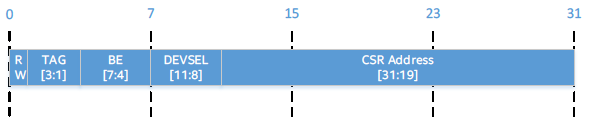 0 7 15 23 31
R TAG BE DEVSEL CSR Address
W [3:1] [7:4] [11:8] [31:19]